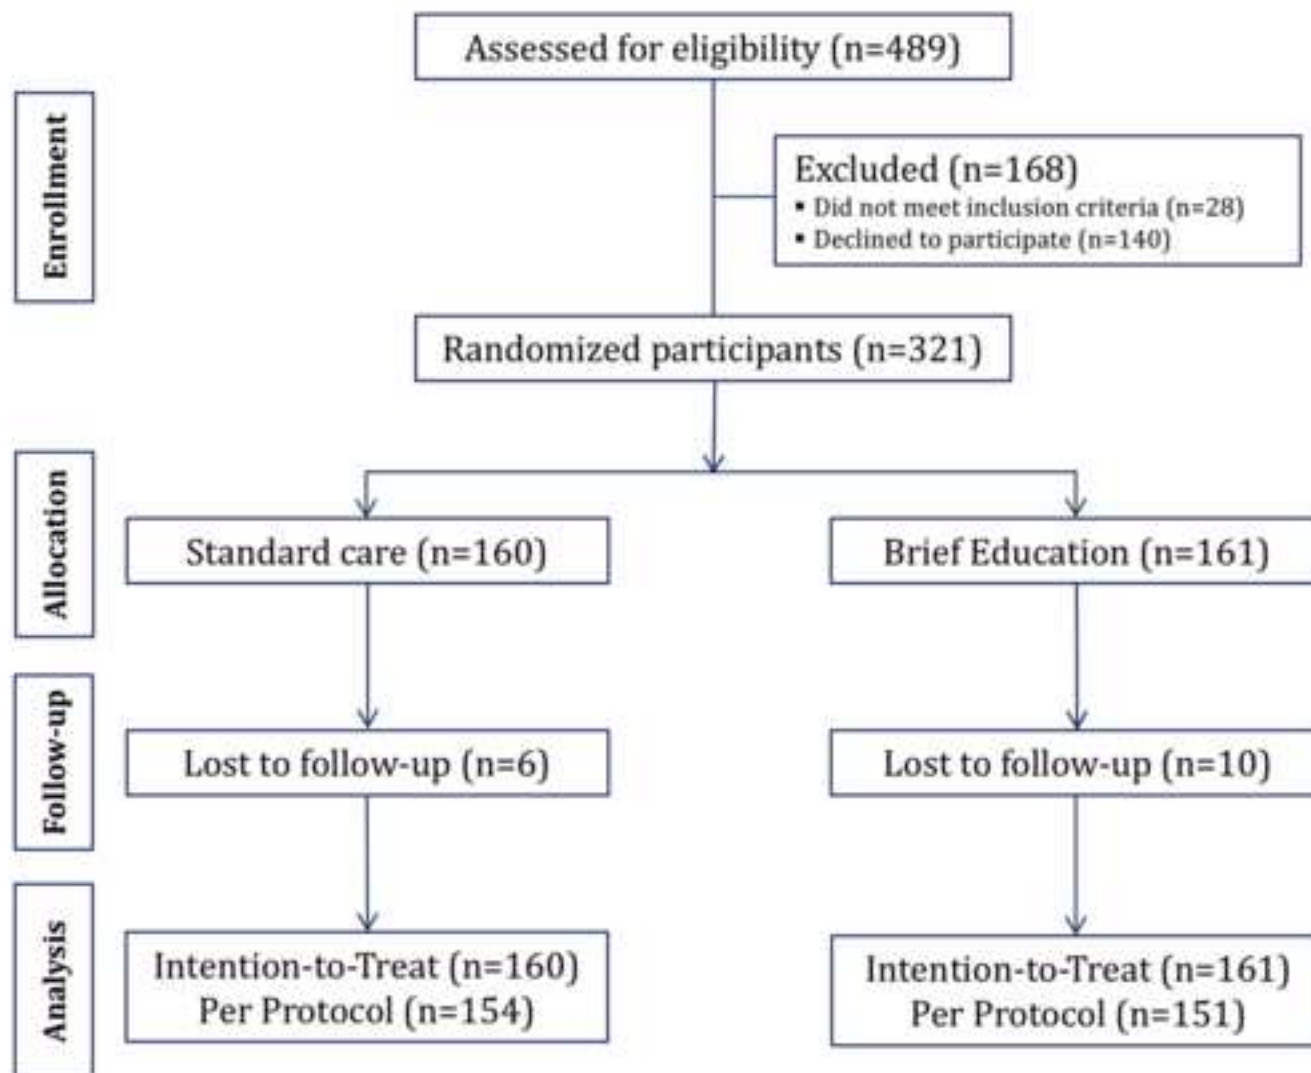 Assessed for eligibility (n=489)
Enrollment
Excluded (n=168)
▪ Did not meet inclusion criteria (n=28)
▪ Declined to participate (n=140)
Randomized participants (n=321)
Allocation
Standard care (n=160)
Brief Education (n=161)
Follow-up
Lost to follow-up (n=6)
Lost to follow-up (n=10)
Analysis
Intention-to-Treat (n=160)
Per Protocol (n=154)
Intention-to-Treat (n=161)
Per Protocol (n=151)